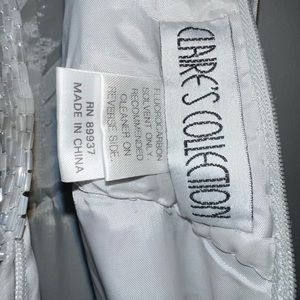 CLAIRE'S COLLECTION
FLUOROCARBON
SOLVENT ONLY
RECOMMENDED
CLEANER ON
REVERSE SIDE.
RN 89937
MADE IN CHINA